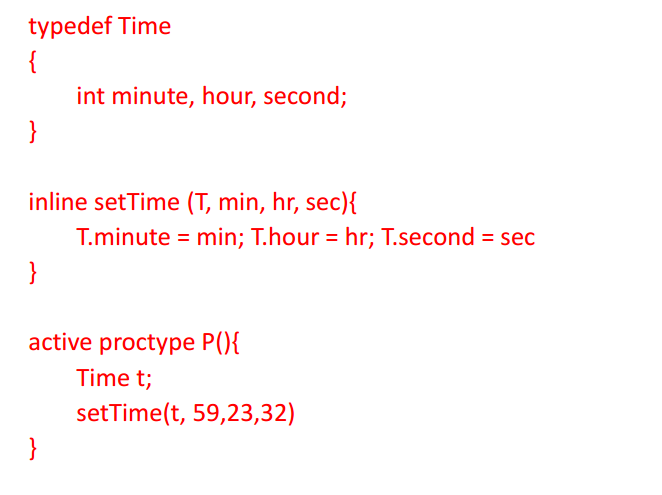 typedef Time
{
int minute, hour, second;
}
inline setTime (T, min, hr, sec){
T.minute = min; T.hour = hr; T.second = sec
}
active proctype P(){
Time t;
setTime(t, 59,23,32)
}